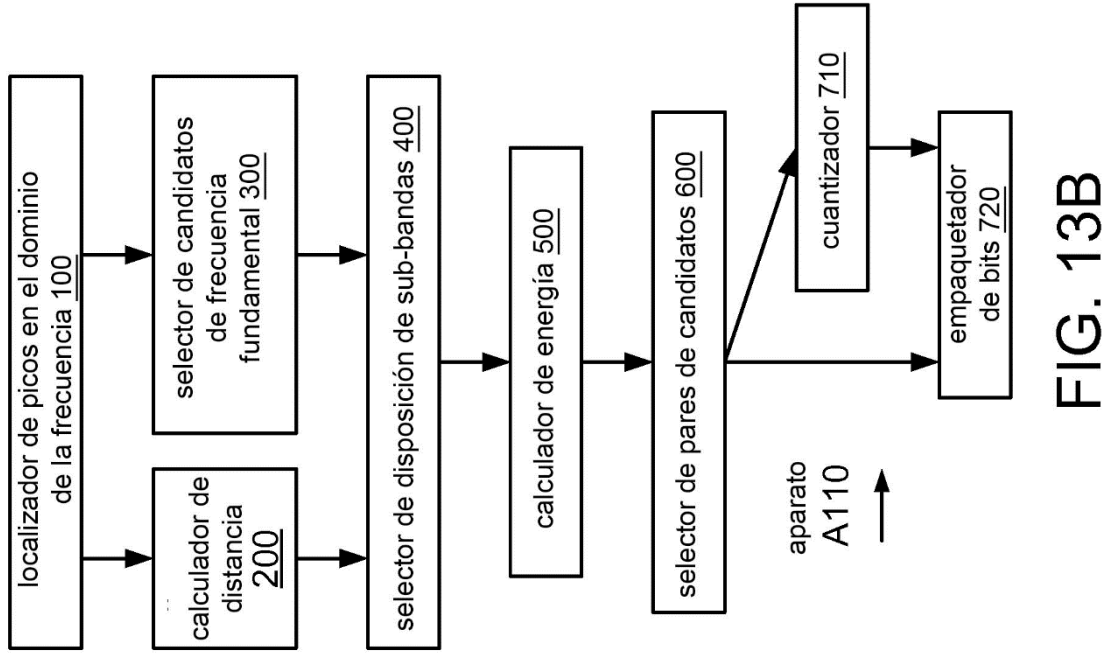 localizador de picos en el dominio
de la frecuencia 100
calculador de
distancia
200
selector de candidatos
de frecuencia
fundamental 300
selector de disposición de sub-bandas 400
calculador de energía 500
selector de pares de candidatos 600
cuantizador 710
empaquetador
de bits 720
aparato
A110
FIG. 13B